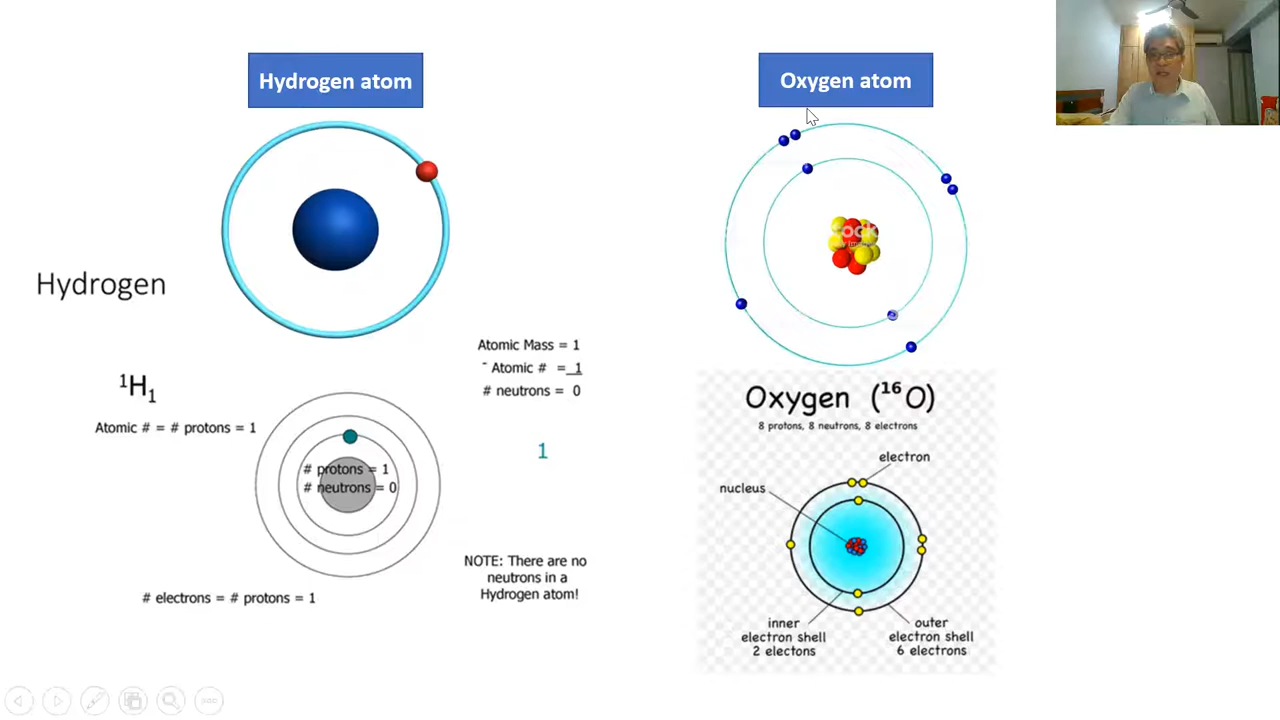 Hydrogen atom
Hydrogen
¹H₁
Atomic # = # protons = 1
Atomic Mass = 1
- Atomic # = 1
# neutrons = 0
1
# protons = 1
# neutrons = 0
NOTE: There are no
neutrons in a
Hydrogen atom!
# electrons = # protons = 1
Oxygen atom
Oxygen (¹⁶O)
8 protons, 8 neutrons, 8 electrons
electron
nucleus
inner
electron shell
2 electons
outer
electron shell
6 electrons